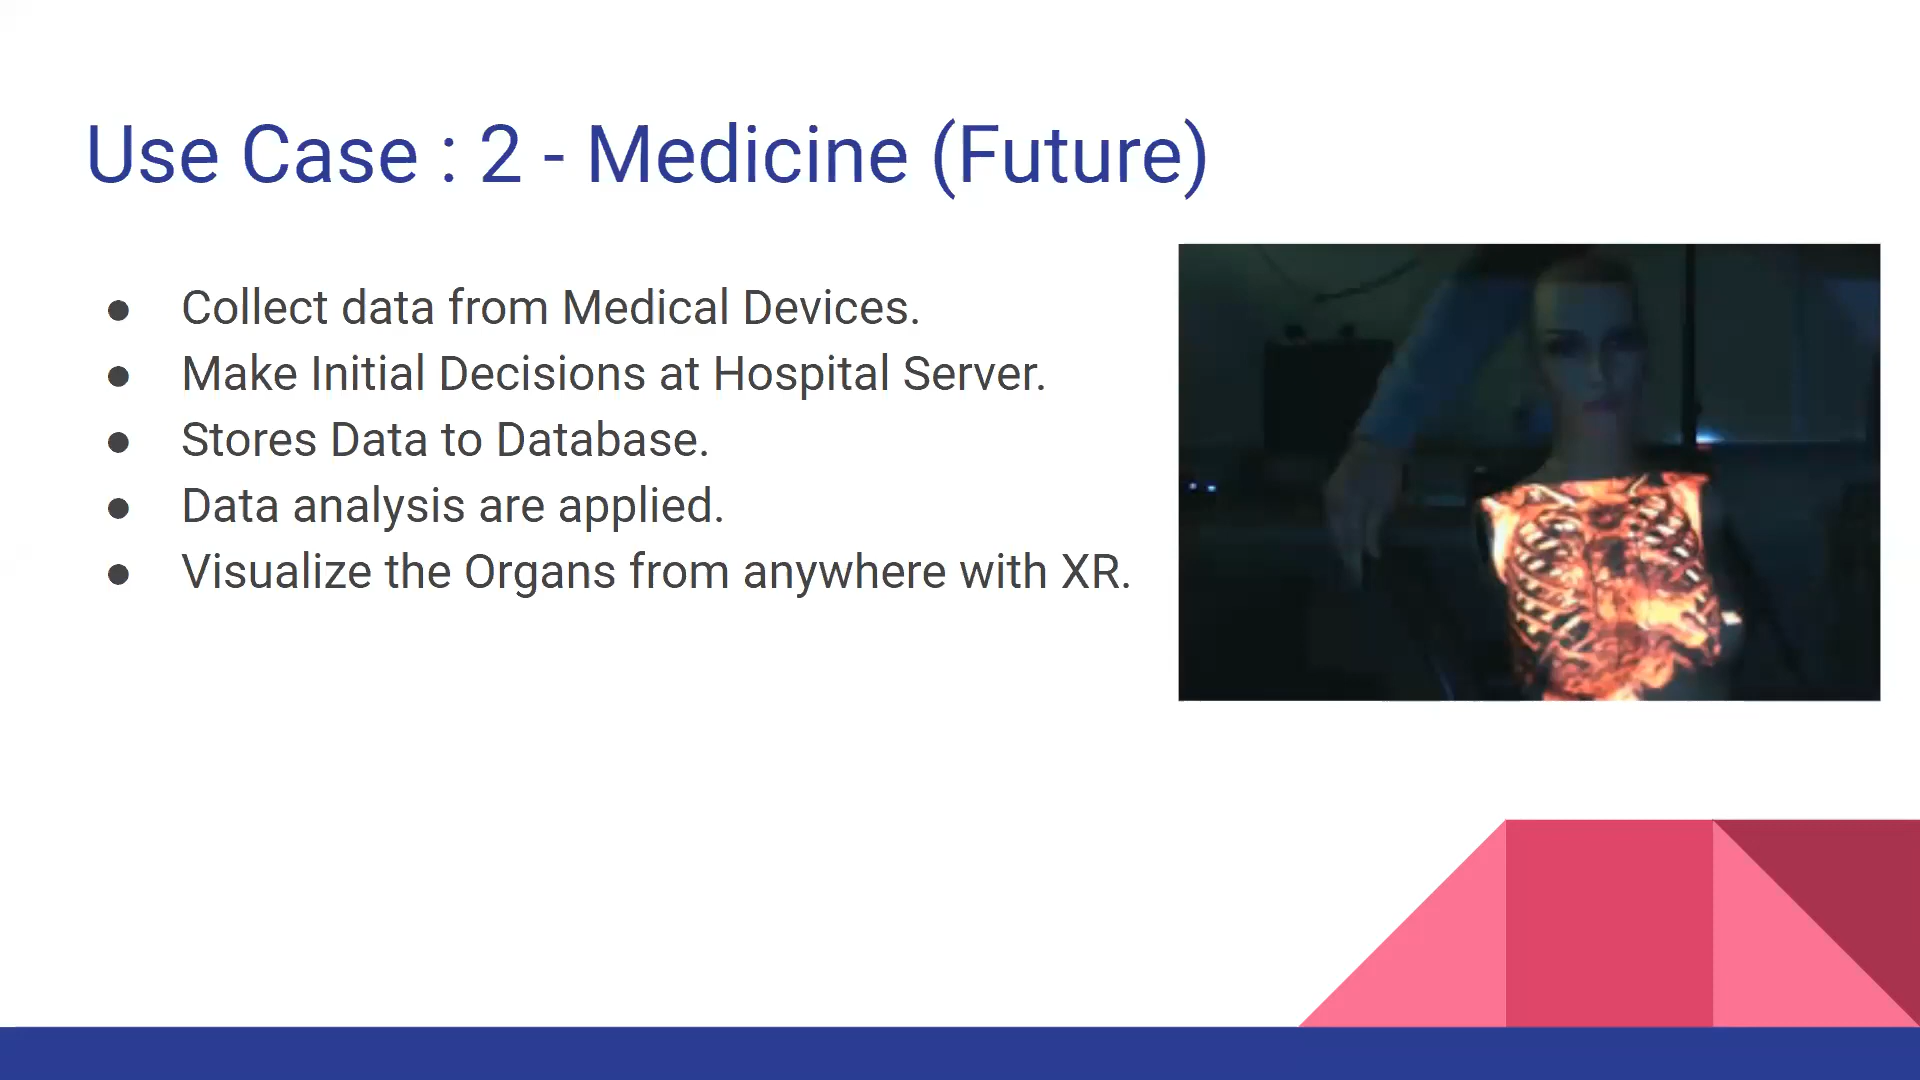 Use Case : 2 - Medicine (Future)
● Collect data from Medical Devices.
● Make Initial Decisions at Hospital Server.
● Stores Data to Database.
● Data analysis are applied.
● Visualize the Organs from anywhere with XR.